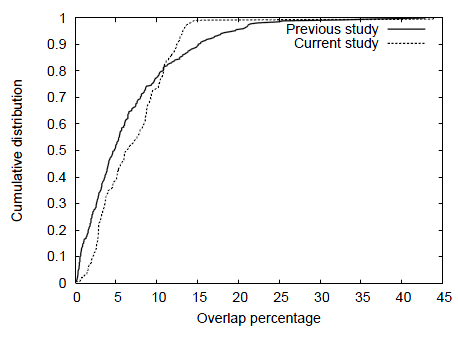 1
0.9
0.8
0.7
0.6
0.5
0.4
0.3
0.2
0.1
0
Cumulative distribution
Previous study
Current study
0 5 10 15 20 25 30 35 40 45
Overlap percentage